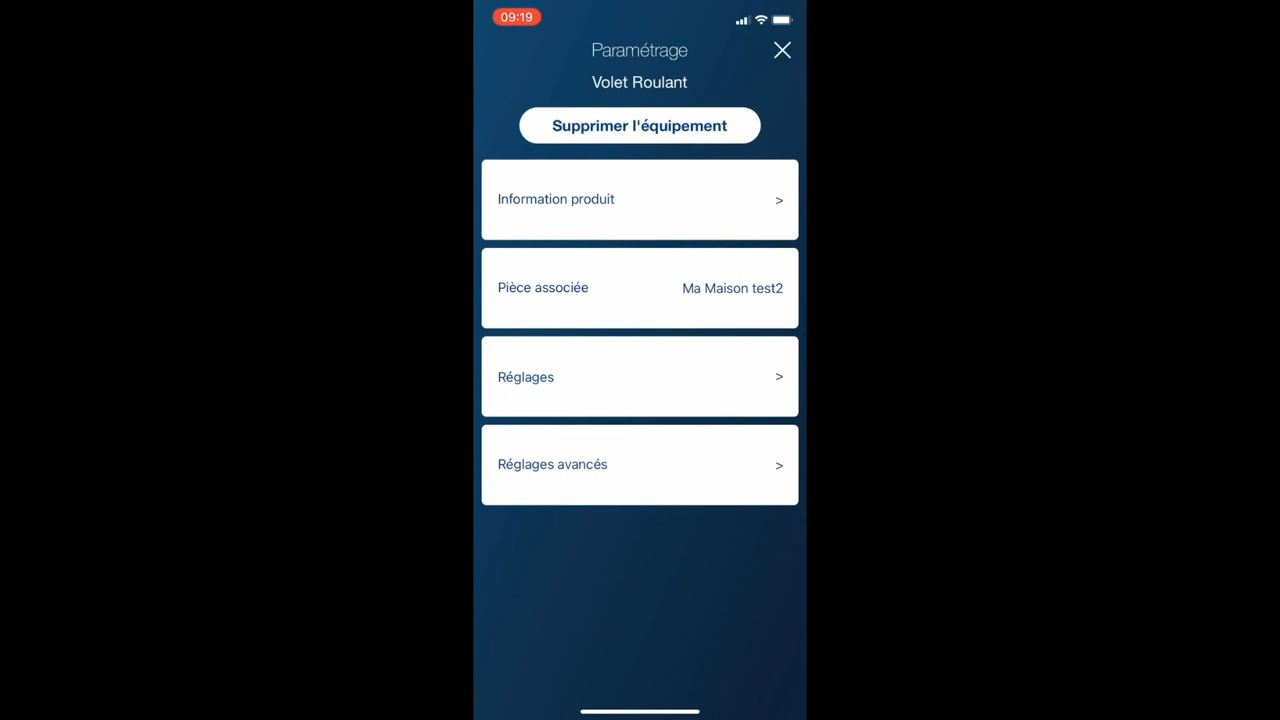 09:19
Paramétrage
Volet Roulant
Supprimer l'équipement
Information produit >
Pièce associée Ma Maison test2
Réglages >
Réglages avancés >